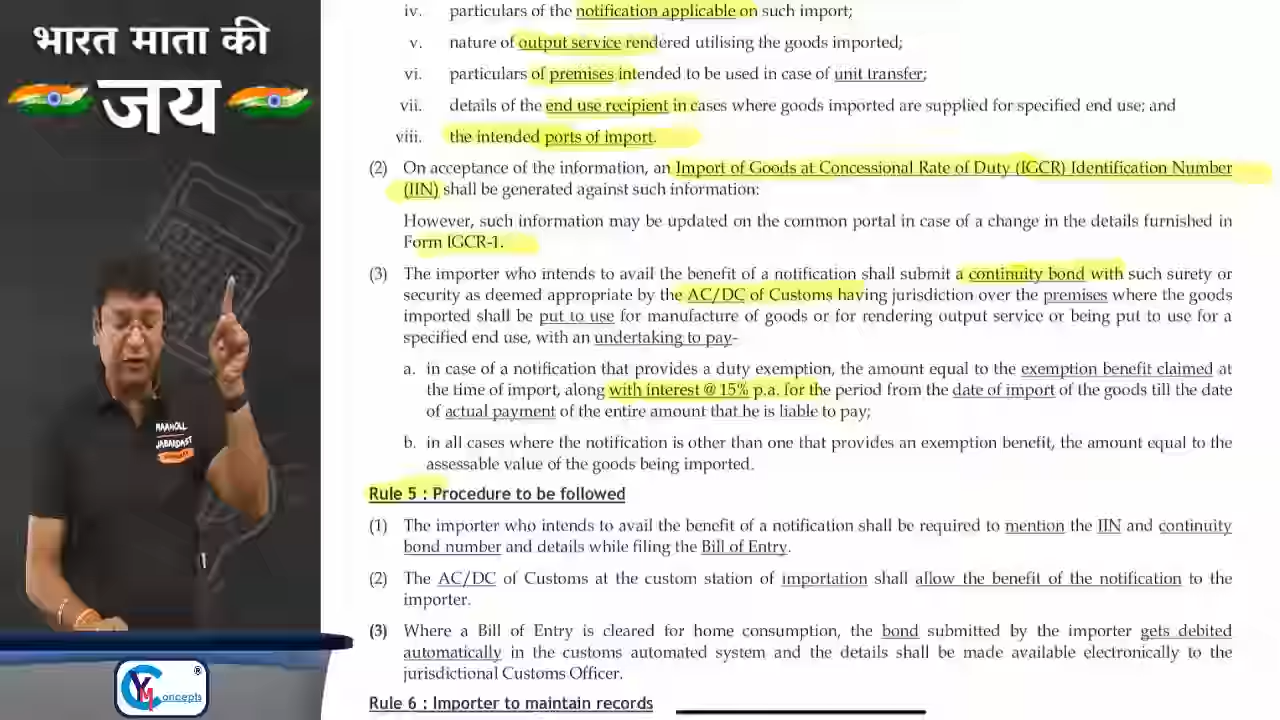 भारत माता की
जय
iv. particulars of the notification applicable on such import;
v. nature of output service rendered utilising the goods imported;
vi. particulars of premises intended to be used in case of unit transfer;
vii. details of the end use recipient in cases where goods imported are supplied for specified end use; and
viii. the intended ports of import.
(2) On acceptance of the information, an Import of Goods at Concessional Rate of Duty (IGCR) Identification Number
(IIN) shall be generated against such information:
However, such information may be updated on the common portal in case of a change in the details furnished in
Form IGCR-1.
(3) The importer who intends to avail the benefit of a notification shall submit a continuity bond with such surety or
security as deemed appropriate by the AC/DC of Customs having jurisdiction over the premises where the goods
imported shall be put to use for manufacture of goods or for rendering output service or being put to use for a
specified end use, with an undertaking to pay-
a. in case of a notification that provides a duty exemption, the amount equal to the exemption benefit claimed at
the time of import, along with interest @ 15% p.a. for the period from the date of import of the goods till the date
of actual payment of the entire amount that he is liable to pay;
b. in all cases where the notification is other than one that provides an exemption benefit, the amount equal to the
assessable value of the goods being imported.
Rule 5 : Procedure to be followed
(1) The importer who intends to avail the benefit of a notification shall be required to mention the IIN and continuity
bond number and details while filing the Bill of Entry.
(2) The AC/DC of Customs at the custom station of importation shall allow the benefit of the notification to the
importer.
(3) Where a Bill of Entry is cleared for home consumption, the bond submitted by the importer gets debited
automatically in the customs automated system and the details shall be made available electronically to the
jurisdictional Customs Officer.
Rule 6 : Importer to maintain records
MAAHOLL
JABARDAST
YM Concepts
®